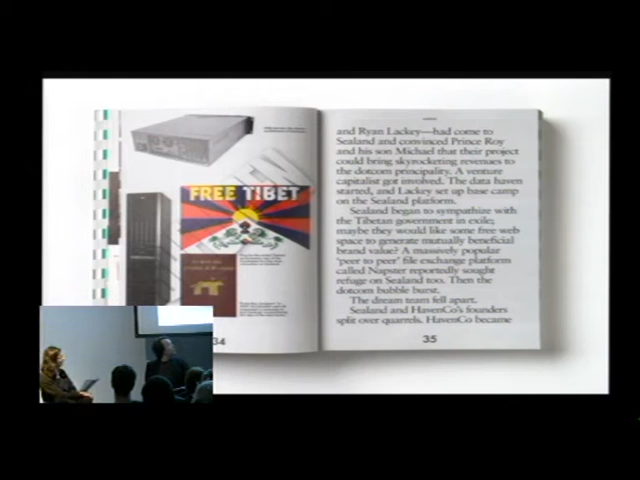 FREE TIBET
34
and Ryan Lackey—had come to
Sealand and convinced Prince Roy
and his son Michael that their project
could bring skyrocketing revenues to
the dotcom principality. A venture
capitalist got involved. The data haven
started, and Lackey set up base camp
on the Sealand platform.
Sealand began to sympathize with
the Tibetan government in exile;
maybe they would like some free web
space to generate mutually beneficial
brand value? A massively popular
'peer to peer' file exchange platform
called Napster reportedly sought
refuge on Sealand too. Then the
dotcom bubble burst.
The dream team fell apart.
Sealand and HavenCo's founders
split over quarrels. HavenCo became
35